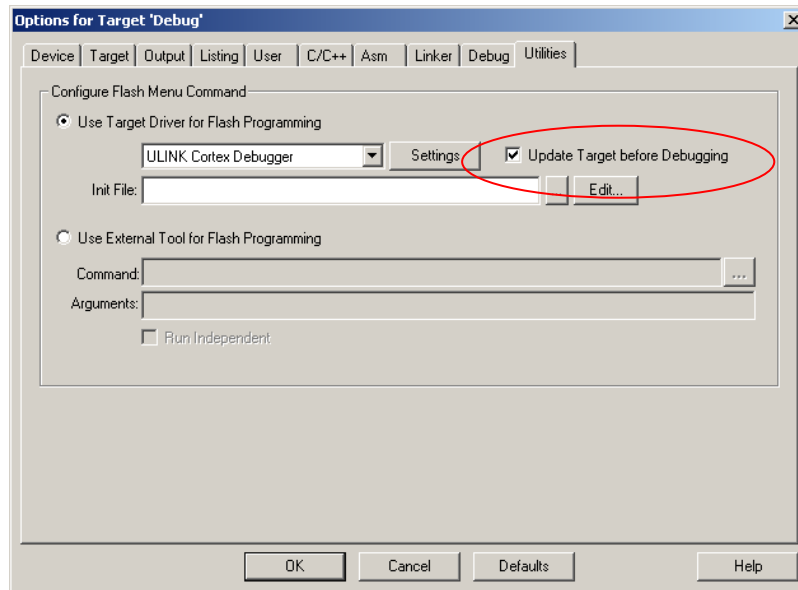 Options for Target 'Debug'
Device Target Output Listing User C/C++ Asm Linker Debug Utilities
Configure Flash Menu Command
Use Target Driver for Flash Programming
ULINK Cortex Debugger Settings Update Target before Debugging
Init File: ... Edit...
Use External Tool for Flash Programming
Command: ...
Arguments:
Run Independent
OK Cancel Defaults Help